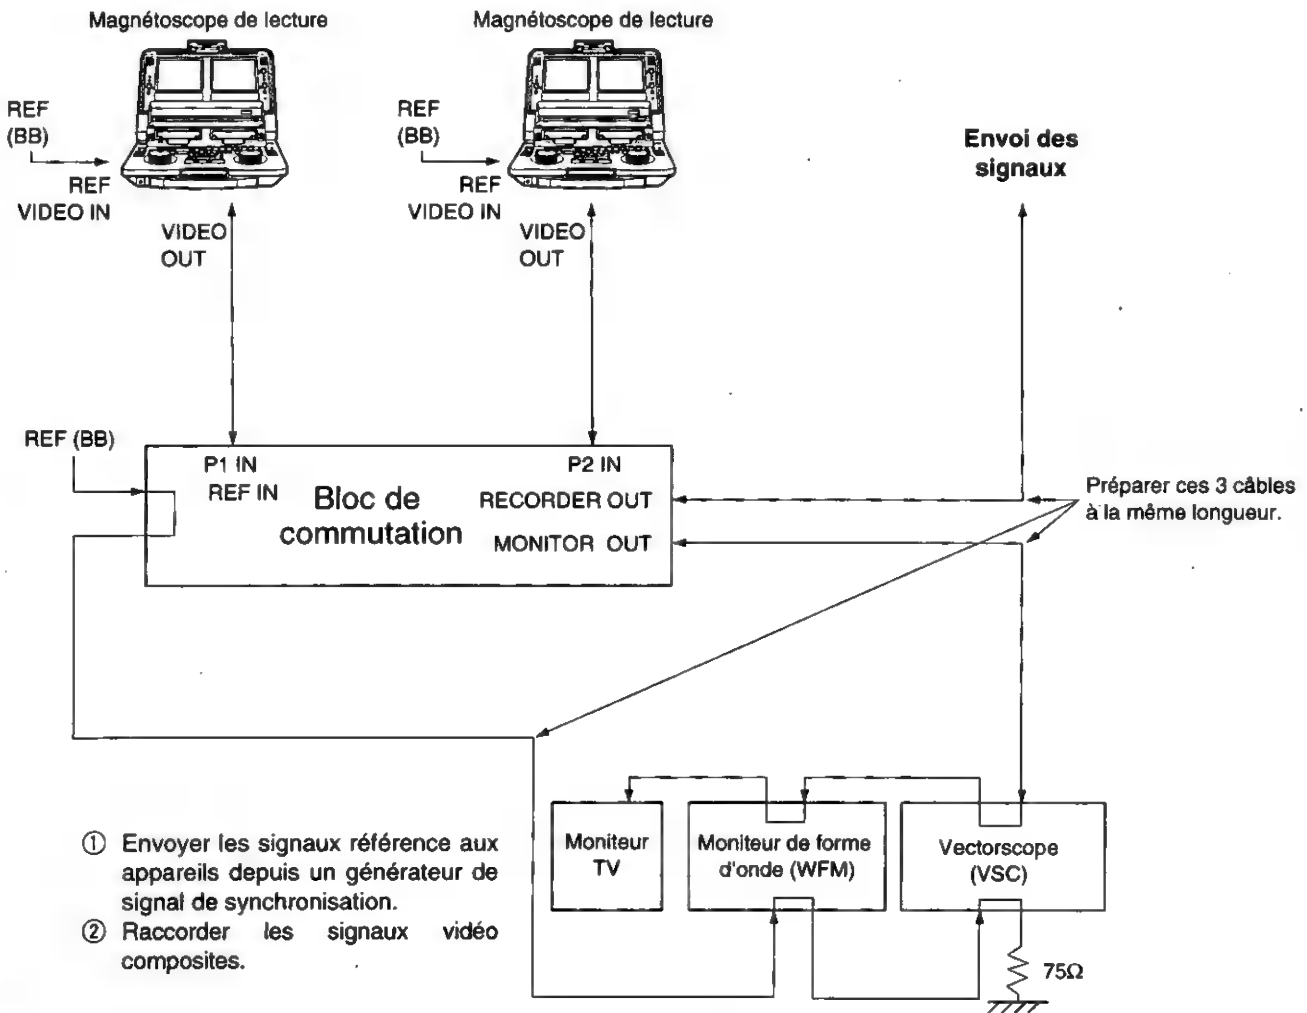 Magnétoscope de lecture
Magnétoscope de lecture
REF
(BB)
REF
VIDEO IN
VIDEO
OUT
REF
(BB)
REF
VIDEO IN
VIDEO
OUT
Envoi des
signaux
REF (BB)
P1 IN
REF IN
Bloc de
commutation
P2 IN
RECORDER OUT
MONITOR OUT
Préparer ces 3 câbles
à la même longueur.
Moniteur
TV
Moniteur de forme
d'onde (WFM)
Vectorscope
(VSC)
75Ω
① Envoyer les signaux référence aux
appareils depuis un générateur de
signal de synchronisation.
② Raccorder les signaux vidéo
composites.